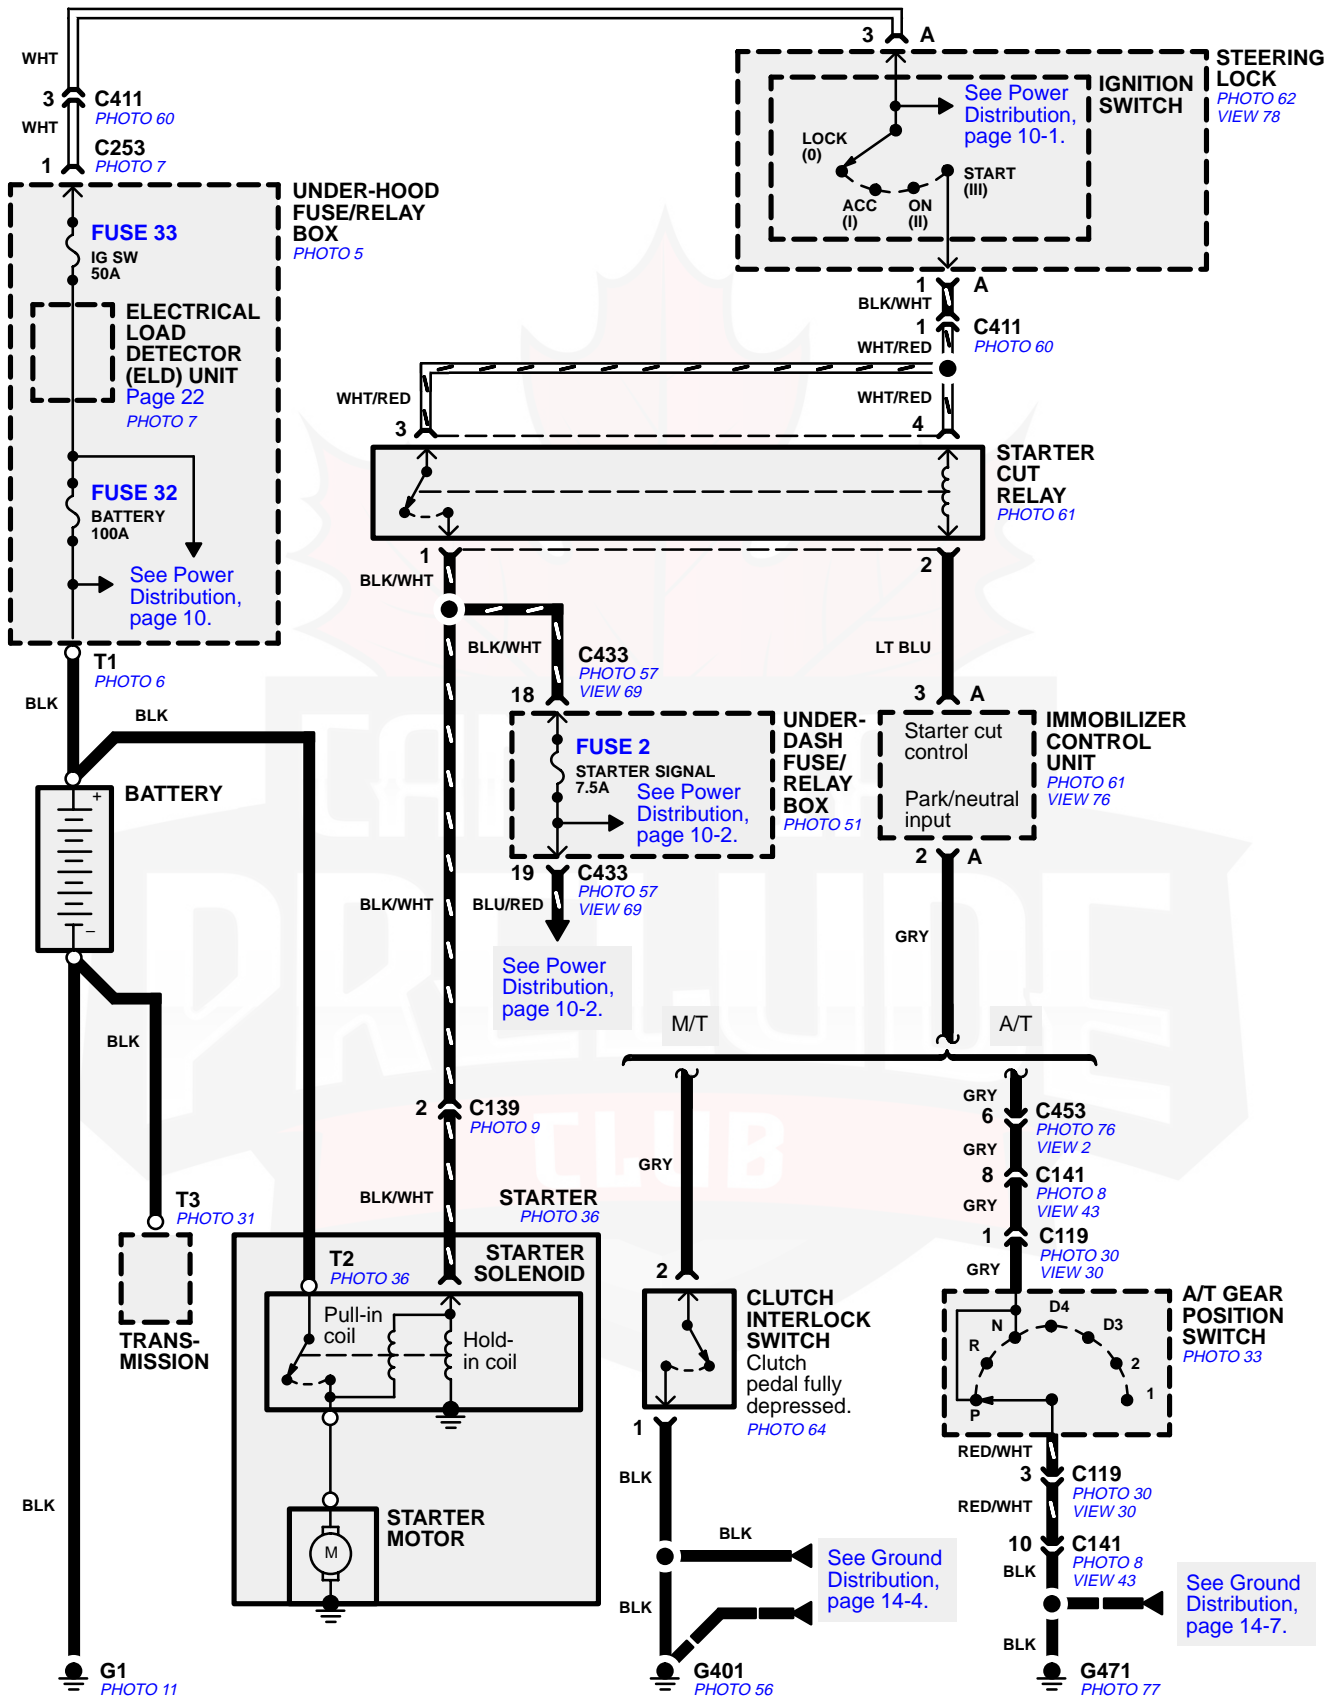 3 A
WHT
3 C411
PHOTO 60
WHT
C253
1 PHOTO 7
UNDER-HOOD
FUSE/RELAY
BOX
PHOTO 5
FUSE 33
IG SW
50A
ELECTRICAL
LOAD
DETECTOR
(ELD) UNIT
Page 22
PHOTO 7
FUSE 32
BATTERY
100A
See Power
Distribution,
page 10.
T1
PHOTO 6
BLK
BLK
+
BATTERY
–
BLK
T3
PHOTO 31
TRANS-
MISSION
BLK
G1
PHOTO 11
STEERING
LOCK
PHOTO 62
VIEW 78
IGNITION
SWITCH
See Power
Distribution,
page 10-1.
LOCK
(0)
START
(III)
ACC
(I)
ON
(II)
1 A
BLK/WHT
1 C411
PHOTO 60
WHT/RED
WHT/RED
WHT/RED
3
4
STARTER
CUT
RELAY
PHOTO 61
1
2
BLK/WHT
BLK/WHT
LT BLU
C433
PHOTO 57
VIEW 69
18
3 A
UNDER-
DASH
FUSE/
RELAY
BOX
PHOTO 51
FUSE 2
STARTER SIGNAL
7.5A
See Power
Distribution,
page 10-2.
Starter cut
control
Park/neutral
input
IMMOBILIZER
CONTROL
UNIT
PHOTO 61
VIEW 76
2 A
19 C433
PHOTO 57
VIEW 69
BLU/RED
BLK/WHT
GRY
See Power
Distribution,
page 10-2.
M/T
A/T
2 C139
PHOTO 9
BLK/WHT
STARTER
PHOTO 36
STARTER
SOLENOID
T2
PHOTO 36
Pull-in
coil
Hold-
in coil
STARTER
MOTOR
M
GRY
2
CLUTCH
INTERLOCK
SWITCH
Clutch
pedal fully
depressed.
PHOTO 64
1
BLK
BLK
BLK
See Ground
Distribution,
page 14-4.
G401
PHOTO 56
GRY
6 C453
PHOTO 76
VIEW 2
GRY
8 C141
PHOTO 8
VIEW 43
GRY
1 C119
PHOTO 30
VIEW 30
GRY
A/T GEAR
POSITION
SWITCH
PHOTO 33
D4
N
D3
R
2
P
1
RED/WHT
3 C119
PHOTO 30
VIEW 30
RED/WHT
10 C141
PHOTO 8
VIEW 43
BLK
See Ground
Distribution,
page 14-7.
BLK
G471
PHOTO 77
CANADA
PRELUDE
CLUB